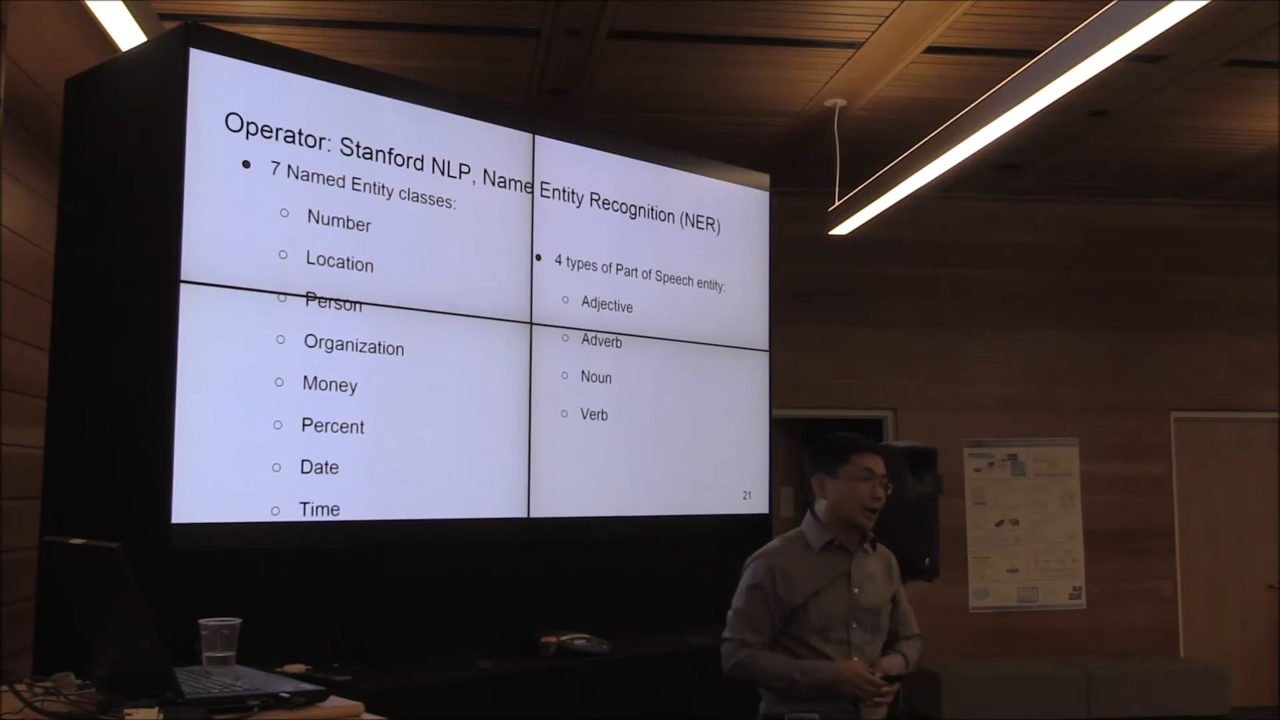 Operator: Stanford NLP, Name Entity Recognition (NER)
7 Named Entity classes:
Number
Location
Person
Organization
Money
Percent
Date
Time
4 types of Part of Speech entity:
Adjective
Adverb
Noun
Verb
21